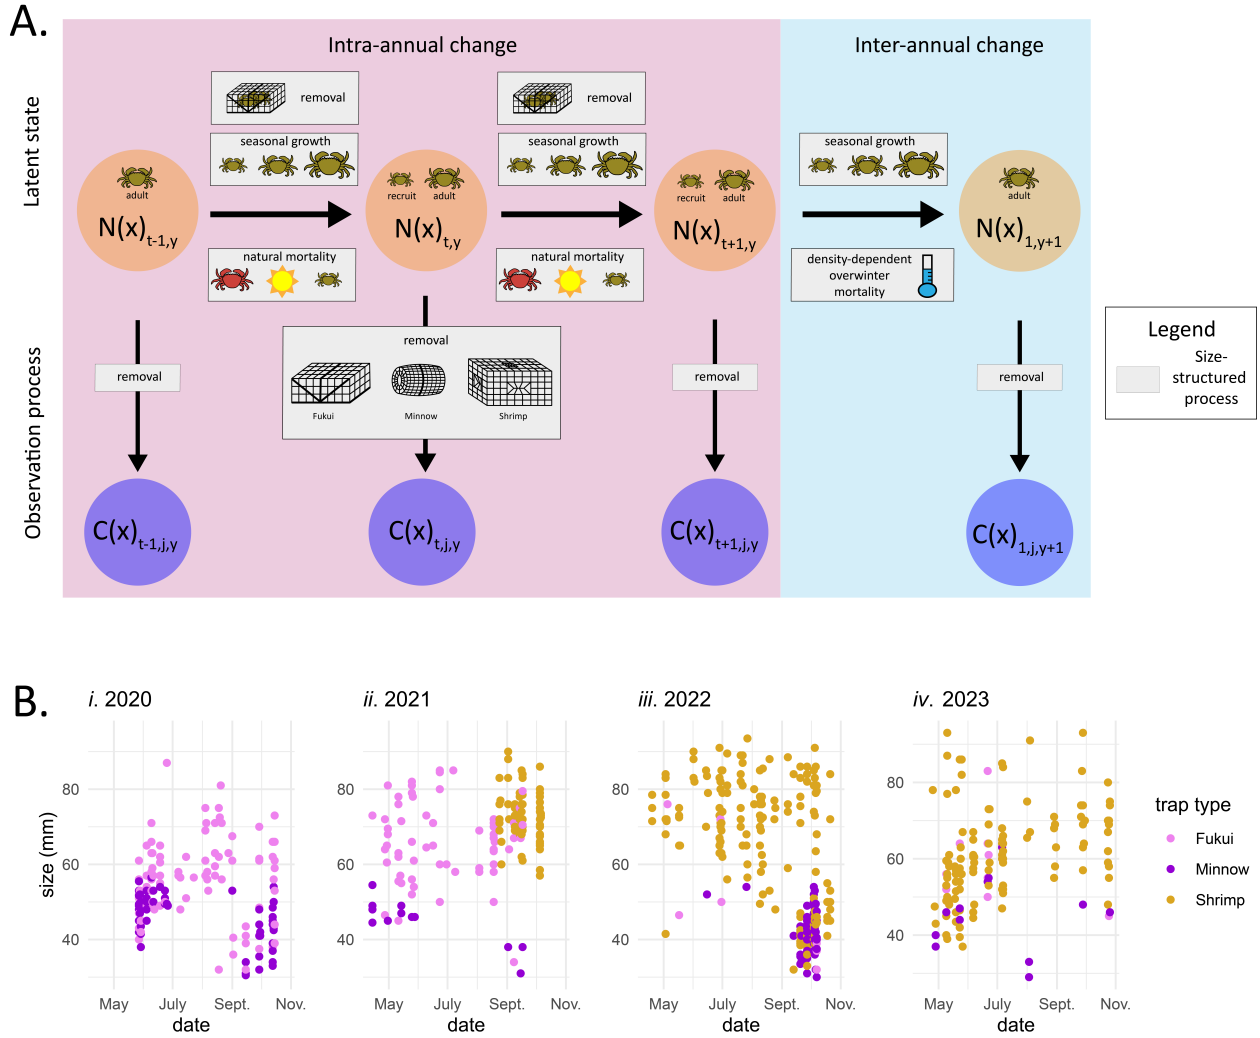 A.
Intra-annual change
Inter-annual change
Latent state
removal
removal
seasonal growth
seasonal growth
seasonal growth
adult
recruit
adult
recruit
adult
adult
N(x)t-1,y
N(x)t,y
N(x)t+1,y
N(x)1,y+1
natural mortality
natural mortality
density-dependent
overwinter
mortality
Observation process
removal
removal
Fukui
Minnow
Shrimp
removal
removal
C(x)t-1,j,y
C(x)t,j,y
C(x)t+1,j,y
C(x)1,j,y+1
Legend
Size-
structured
process
B.
i. 2020
ii. 2021
iii. 2022
iv. 2023
size (mm)
80
60
40
May
July
Sept.
Nov.
date
80
60
40
May
July
Sept.
Nov.
date
80
60
40
May
July
Sept.
Nov.
date
80
60
40
May
July
Sept.
Nov.
date
trap type
Fukui
Minnow
Shrimp